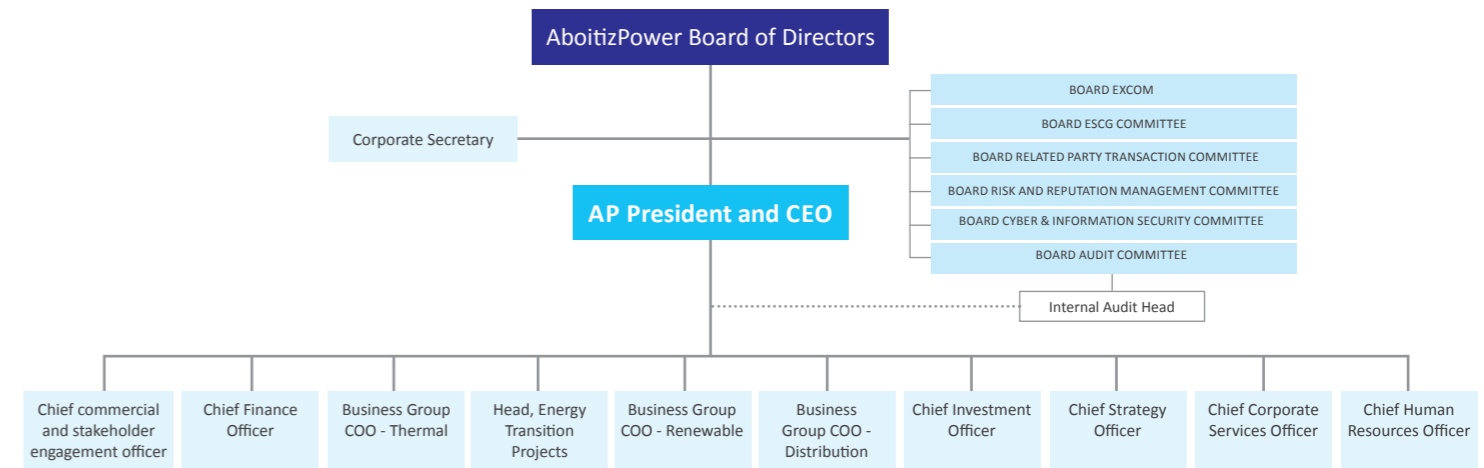 AboitizPower Board of Directors
BOARD EXCOM
BOARD ESCG COMMITTEE
Corporate Secretary
BOARD RELATED PARTY TRANSACTION COMMITTEE
BOARD RISK AND REPUTATION MANAGEMENT COMMITTEE
AP President and CEO
BOARD CYBER & INFORMATION SECURITY COMMITTEE
BOARD AUDIT COMMITTEE
Internal Audit Head
Chief commercial
and stakeholder
engagement officer
Chief Finance
Officer
Business Group
COO - Thermal
Head, Energy
Transition
Projects
Business Group
COO - Renewable
Business
Group COO -
Distribution
Chief Investment
Officer
Chief Strategy
Officer
Chief Corporate
Services Officer
Chief Human
Resources Officer